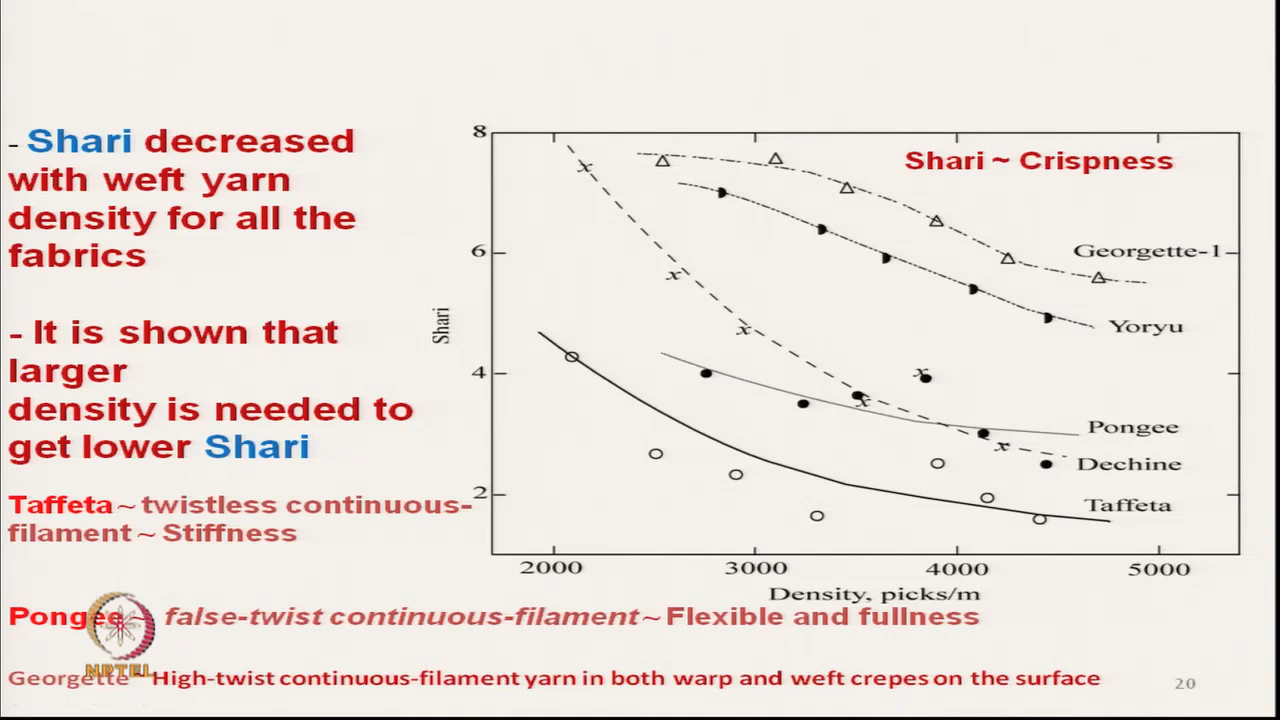 - Shari decreased
with weft yarn
density for all the
fabrics
- It is shown that
larger
density is needed to
get lower Shari
Taffeta ~ twistless continuous-
filament ~ Stiffness
Pongee ~ false-twist continuous-filament ~ Flexible and fullness
Georgette ~ High-twist continuous-filament yarn in both warp and weft crepes on the surface
NPTEL
20
Shari ~ Crispness
Shari
8
6
4
2
Georgette-1
Yoryu
Pongee
Dechine
Taffeta
2000 3000 4000 5000
Density, picks/m